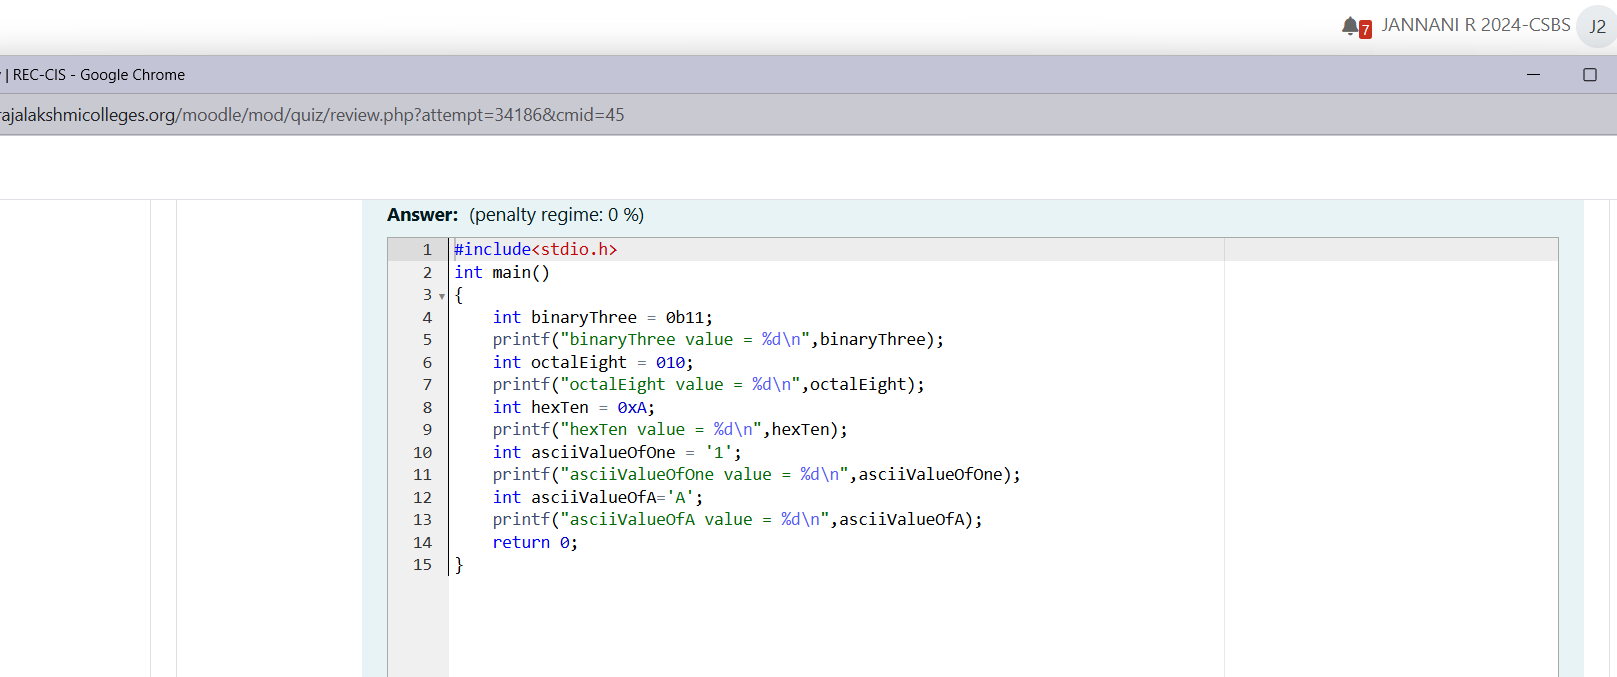 7 JANNANI R 2024-CSBS J2
| REC-CIS - Google Chrome
rajalakshmicolleges.org/moodle/mod/quiz/review.php?attempt=34186&cmid=45
Answer: (penalty regime: 0 %)
1 #include<stdio.h>
2 int main()
3 {
4 int binaryThree = 0b11;
5 printf("binaryThree value = %d\n",binaryThree);
6 int octalEight = 010;
7 printf("octalEight value = %d\n",octalEight);
8 int hexTen = 0xA;
9 printf("hexTen value = %d\n",hexTen);
10 int asciiValueOfOne = '1';
11 printf("asciiValueOfOne value = %d\n",asciiValueOfOne);
12 int asciiValueOfA='A';
13 printf("asciiValueOfA value = %d\n",asciiValueOfA);
14 return 0;
15 }